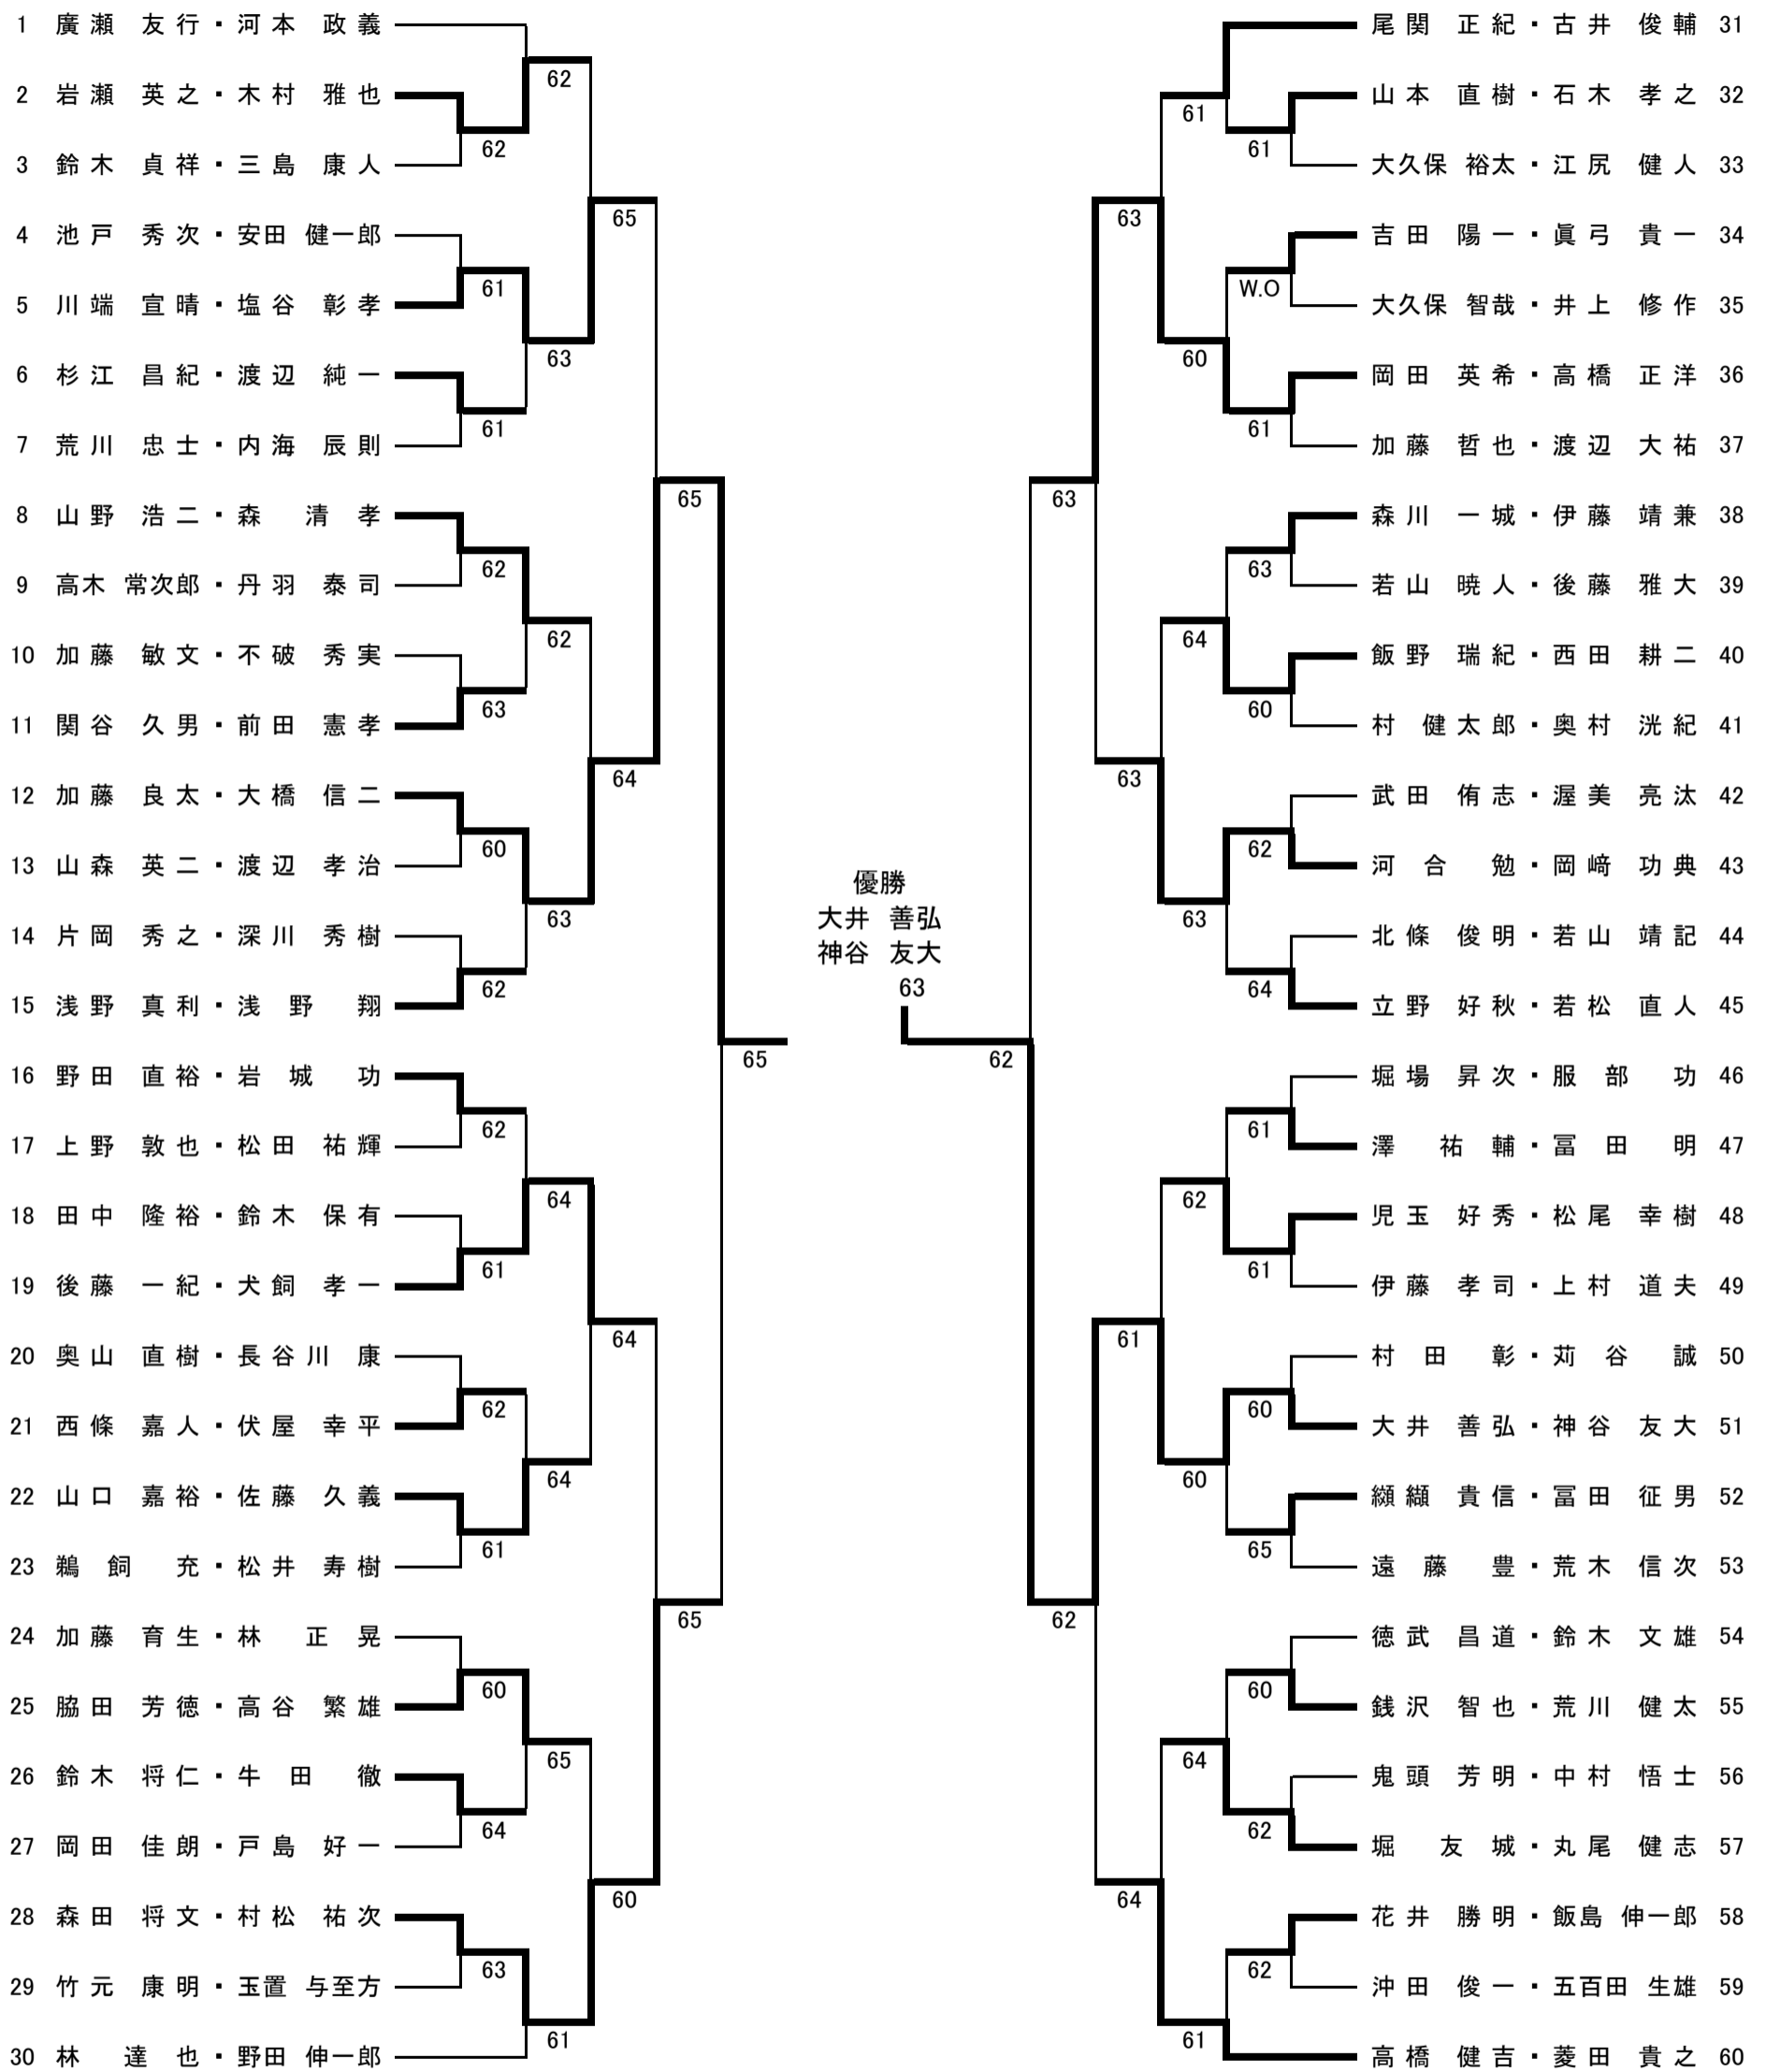 1 廣瀬 友行・河本 政義
2 岩瀬 英之・木村 雅也
3 鈴木 貞祥・三島 康人
4 池戸 秀次・安田 健一郎
5 川端 宣晴・塩谷 彰孝
6 杉江 昌紀・渡辺 純一
7 荒川 忠士・内海 辰則
8 山野 浩二・森 清孝
9 高木 常次郎・丹羽 泰司
10 加藤 敏文・不破 秀実
11 関谷 久男・前田 憲孝
12 加藤 良太・大橋 信二
13 山森 英二・渡辺 孝治
14 片岡 秀之・深川 秀樹
15 浅野 真利・浅野 翔
16 野田 直裕・岩城 功
17 上野 敦也・松田 祐輝
18 田中 隆裕・鈴木 保有
19 後藤 一紀・犬飼 孝一
20 奥山 直樹・長谷川 康
21 西條 嘉人・伏屋 幸平
22 山口 嘉裕・佐藤 久義
23 鵜飼 充・松井 寿樹
24 加藤 育生・林 正晃
25 脇田 芳徳・高谷 繁雄
26 鈴木 将仁・牛田 徹
27 岡田 佳朗・戸島 好一
28 森田 将文・村松 祐次
29 竹元 康明・玉置 与至方
30 林 達也・野田 伸一郎
62
62
61
63
61
62
62
63
60
63
62
62
64
61
62
64
61
60
65
64
63
61
65
64
64
60
65
65
65
優勝
大井 善弘
神谷 友大
63
62
63
62
63
63
61
64
61
60
64
63
62
60
64
61
61
61
W.O
61
63
60
62
64
61
61
60
65
60
62
62
尾関 正紀・古井 俊輔 31
山本 直樹・石木 孝之 32
大久保 裕太・江尻 健人 33
吉田 陽一・眞弓 貴一 34
大久保 智哉・井上 修作 35
岡田 英希・高橋 正洋 36
加藤 哲也・渡辺 大祐 37
森川 一城・伊藤 靖兼 38
若山 暁人・後藤 雅大 39
飯野 瑞紀・西田 耕二 40
村 健太郎・奥村 洸紀 41
武田 侑志・渥美 亮汰 42
河合 勉・岡﨑 功典 43
北條 俊明・若山 靖記 44
立野 好秋・若松 直人 45
堀場 昇次・服部 功 46
澤 祐輔・冨田 明 47
児玉 好秀・松尾 幸樹 48
伊藤 孝司・上村 道夫 49
村田 彰・苅谷 誠 50
大井 善弘・神谷 友大 51
纐纈 貴信・冨田 征男 52
遠藤 豊・荒木 信次 53
徳武 昌道・鈴木 文雄 54
銭沢 智也・荒川 健太 55
鬼頭 芳明・中村 悟士 56
堀 友城・丸尾 健志 57
花井 勝明・飯島 伸一郎 58
沖田 俊一・五百田 生雄 59
高橋 健吉・菱田 貴之 60